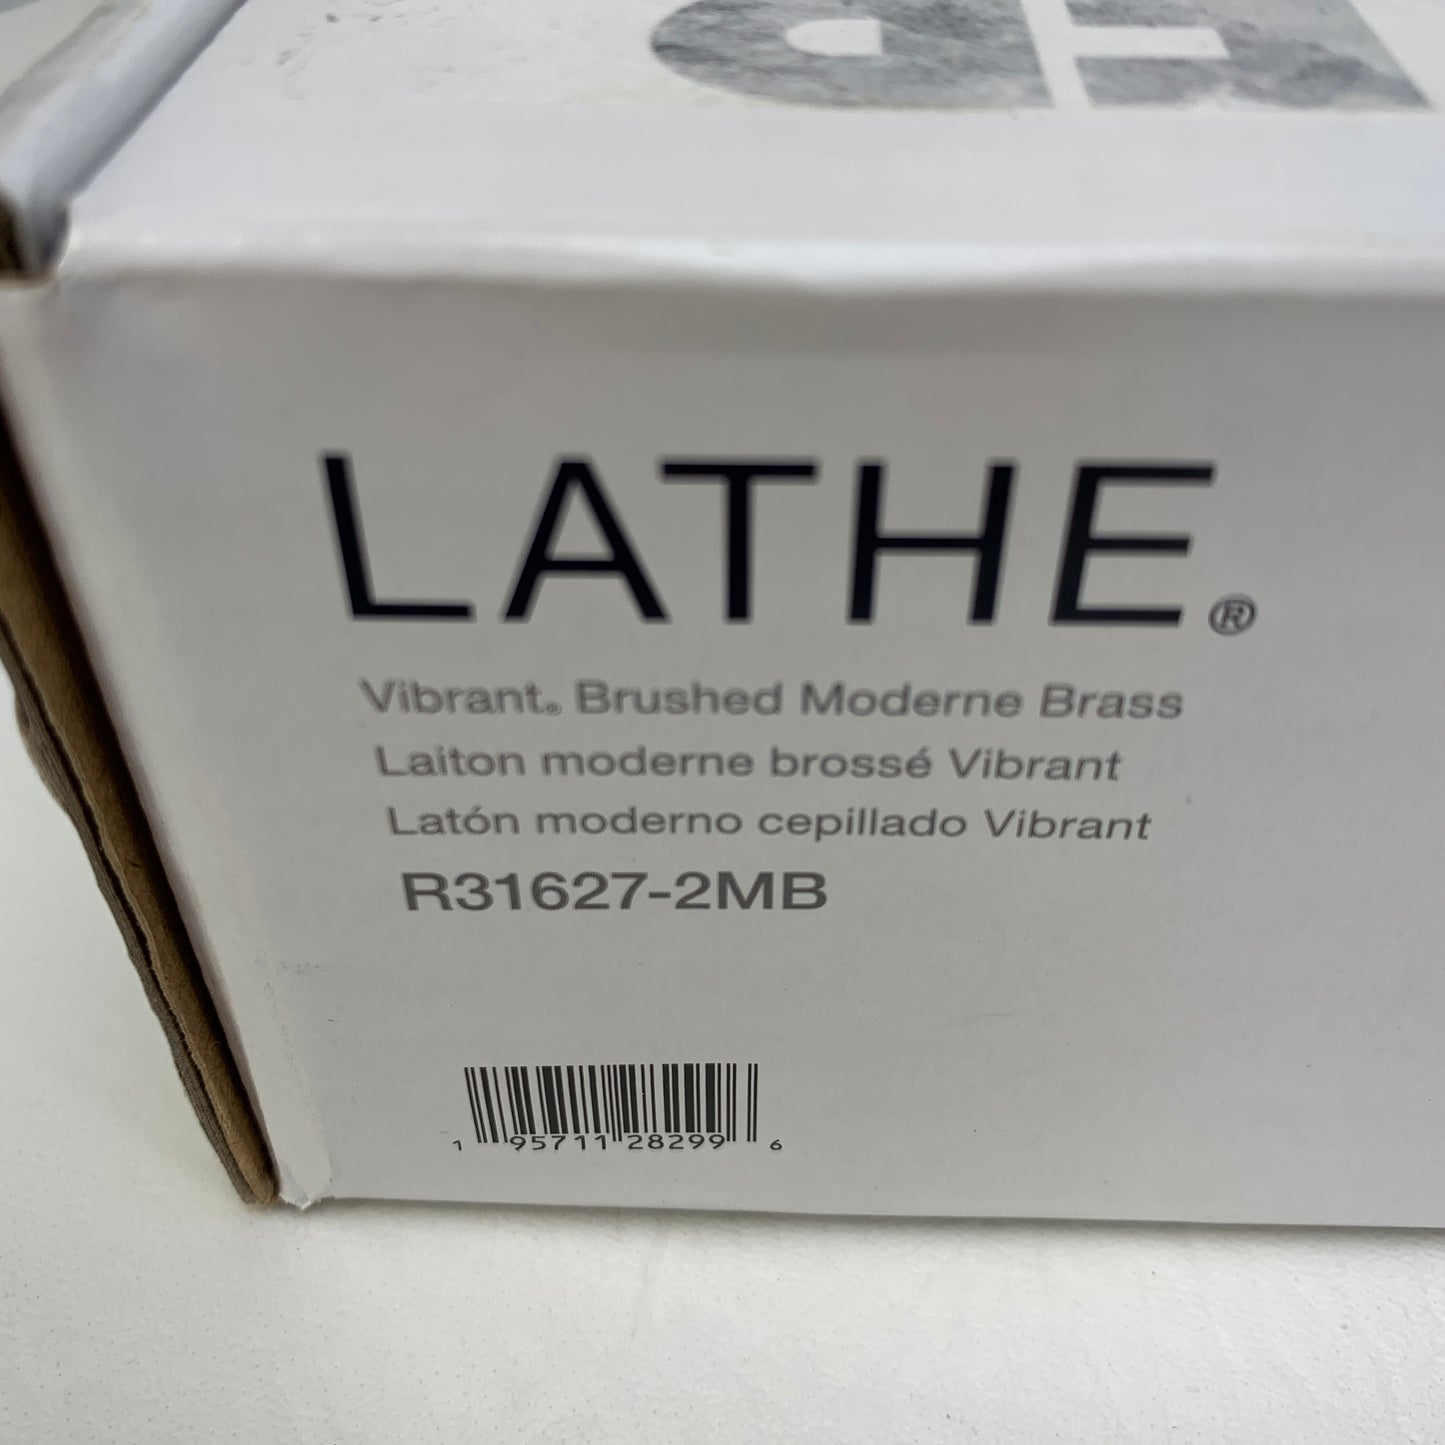 LATHE®
Vibrant® Brushed Moderne Brass
Laiton moderne brossé Vibrant
Latón moderno cepillado Vibrant
R31627-2MB
1 95711 28299 6